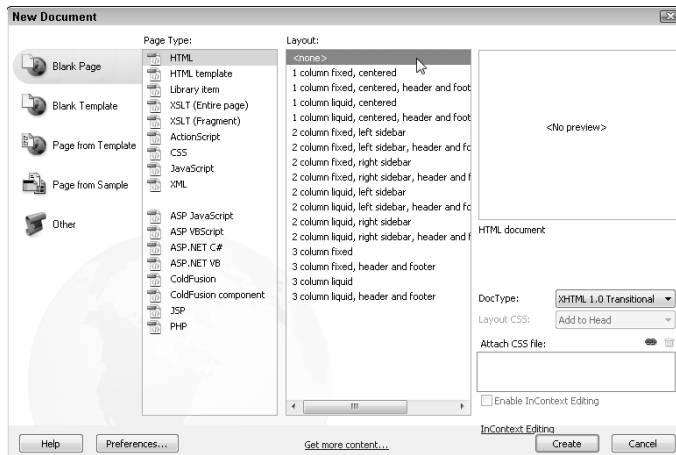 New Document
Page Type:
Layout:
Blank Page
Blank Template
Page from Template
Page from Sample
Other
HTML
HTML template
Library item
XSLT (Entire page)
XSLT (Fragment)
ActionScript
CSS
JavaScript
XML
ASP JavaScript
ASP VBScript
ASP.NET C#
ASP.NET VB
ColdFusion
ColdFusion component
JSP
PHP
<none>
1 column fixed, centered
1 column fixed, centered, header and foot
1 column liquid, centered
1 column liquid, centered, header and foot
2 column fixed, left sidebar
2 column fixed, left sidebar, header and fo
2 column fixed, right sidebar
2 column fixed, right sidebar, header and f
2 column liquid, left sidebar
2 column liquid, left sidebar, header and fo
2 column liquid, right sidebar
2 column liquid, right sidebar, header and f
3 column fixed
3 column fixed, header and footer
3 column liquid
3 column liquid, header and footer
<No preview>
HTML document
DocType:
XHTML 1.0 Transitional
Layout CSS:
Add to Head
Attach CSS file:
Enable InContext Editing
InContext Editing
Help
Preferences...
Get more content...
Create
Cancel